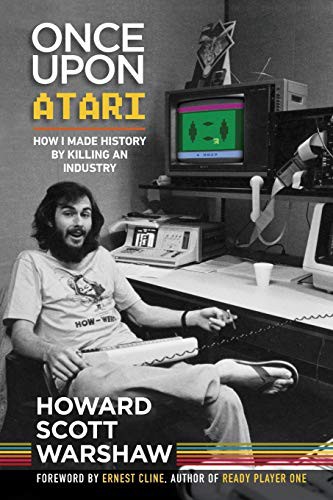 ONCE
UPON
ATARI
HOW I MADE HISTORY
BY KILLING AN
INDUSTRY
HOWARD
SCOTT
WARSHAW
FOREWORD BY ERNEST CLINE, AUTHOR OF READY PLAYER ONE